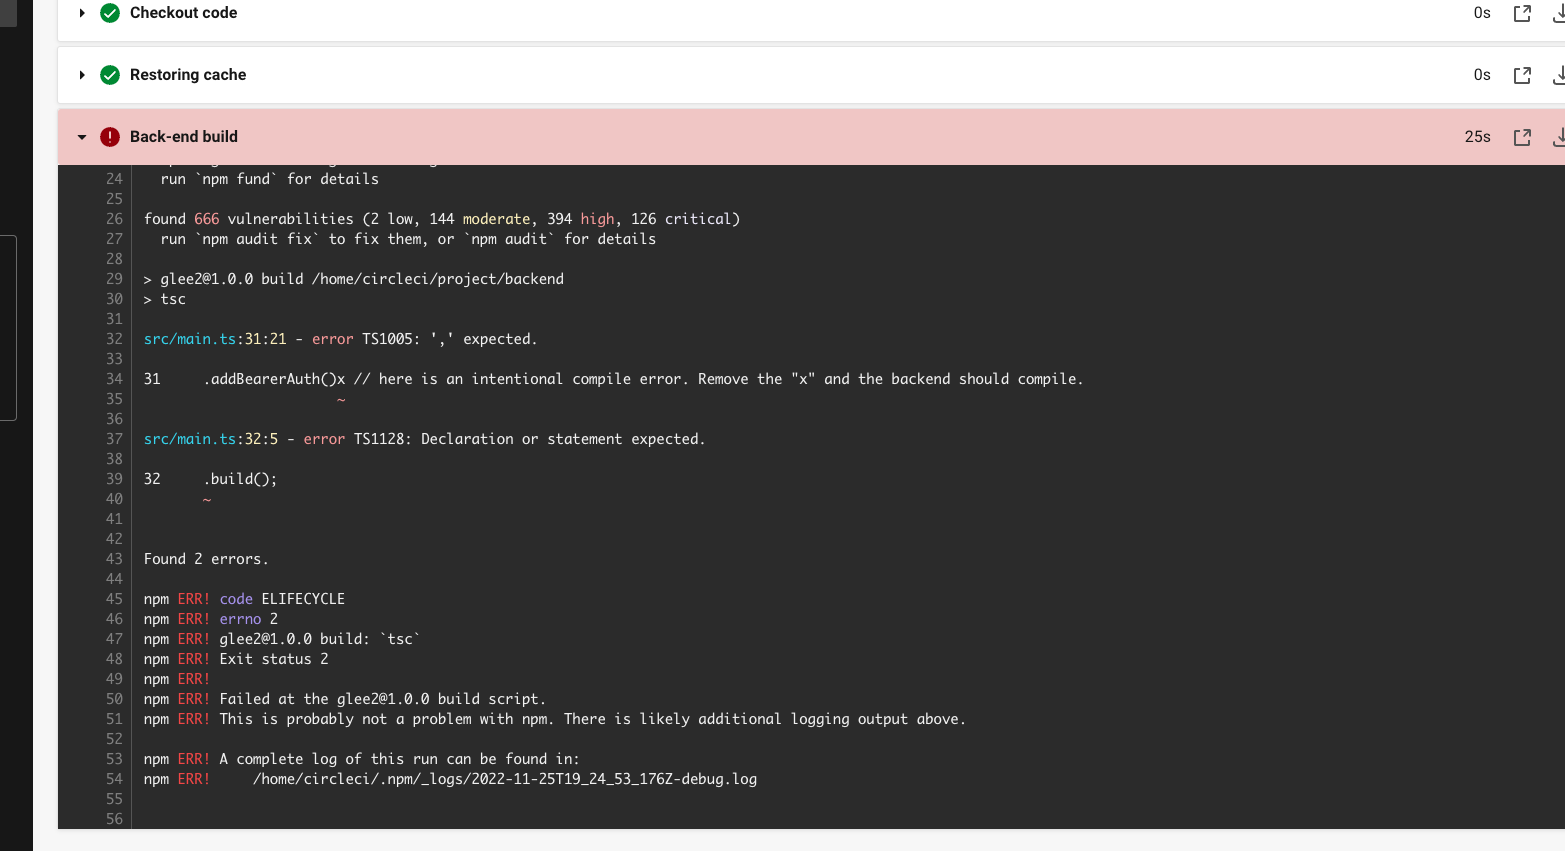 Checkout code 0s
Restoring cache 0s
Back-end build 25s
24 run `npm fund` for details
25
26 found 666 vulnerabilities (2 low, 144 moderate, 394 high, 126 critical)
27 run `npm audit fix` to fix them, or `npm audit` for details
28
29 > glee2@1.0.0 build /home/circleci/project/backend
30 > tsc
31
32 src/main.ts:31:21 - error TS1005: ',' expected.
33
34 31     .addBearerAuth()x // here is an intentional compile error. Remove the "x" and the backend should compile.
35 ~
36
37 src/main.ts:32:5 - error TS1128: Declaration or statement expected.
38
39 32     .build();
40 ~
41
42
43 Found 2 errors.
44
45 npm ERR! code ELIFECYCLE
46 npm ERR! errno 2
47 npm ERR! glee2@1.0.0 build: `tsc`
48 npm ERR! Exit status 2
49 npm ERR!
50 npm ERR! Failed at the glee2@1.0.0 build script.
51 npm ERR! This is probably not a problem with npm. There is likely additional logging output above.
52
53 npm ERR! A complete log of this run can be found in:
54 npm ERR!     /home/circleci/.npm/_logs/2022-11-25T19_24_53_176Z-debug.log
55
56